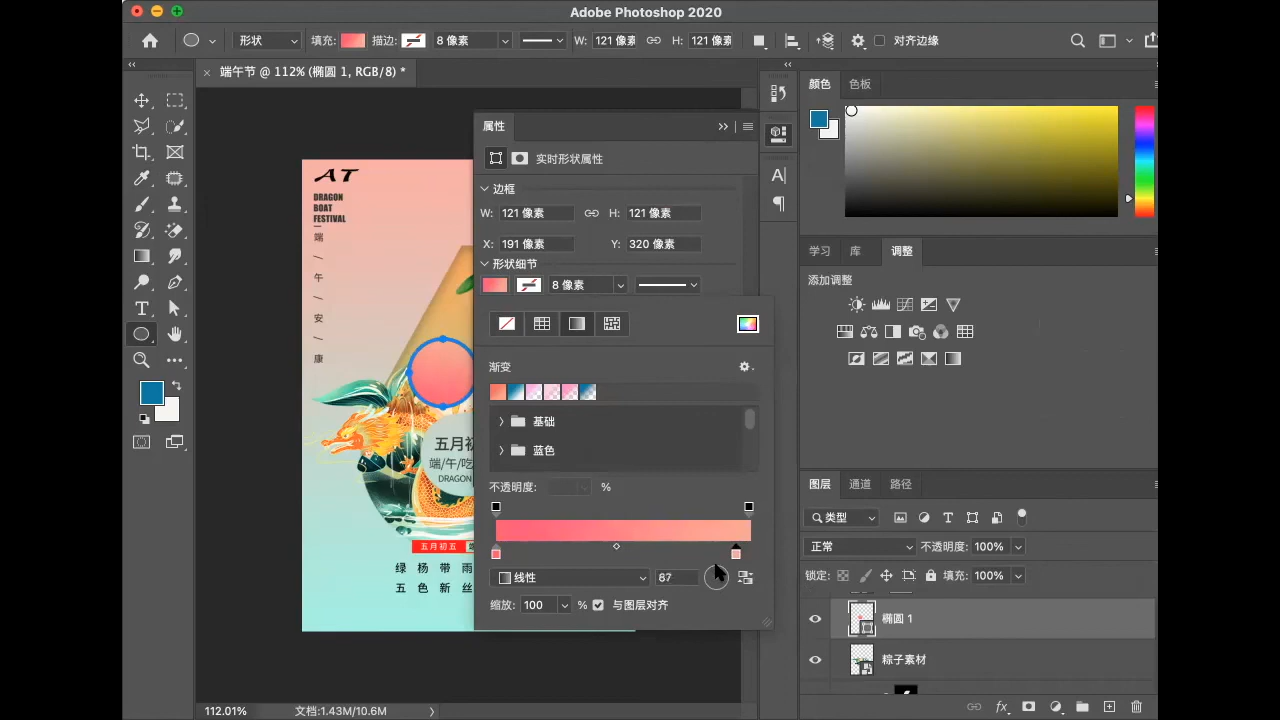 Adobe Photoshop 2020
形状 填充: 描边: 8 像素 W: 121 像素 H: 121 像素 对齐边缘
端午节 @ 112% (椭圆 1, RGB/8) *
颜色 色板
属性
实时形状属性
边框
W: 121 像素 H: 121 像素
X: 191 像素 Y: 320 像素
形状细节
8 像素
渐变
基础
蓝色
不透明度: %
线性 87
缩放: 100 % 与图层对齐
AT
DRAGON
BOAT
FESTIVAL
端
午
安
康
五月初
端/午/吃
DRAGON
五月初五
绿 杨 带 雨
五 色 新 丝
学习 库 调整
添加调整
图层 通道 路径
类型
正常 不透明度: 100%
锁定: 填充: 100%
椭圆 1
粽子素材
112.01% 文档:1.43M/10.6M